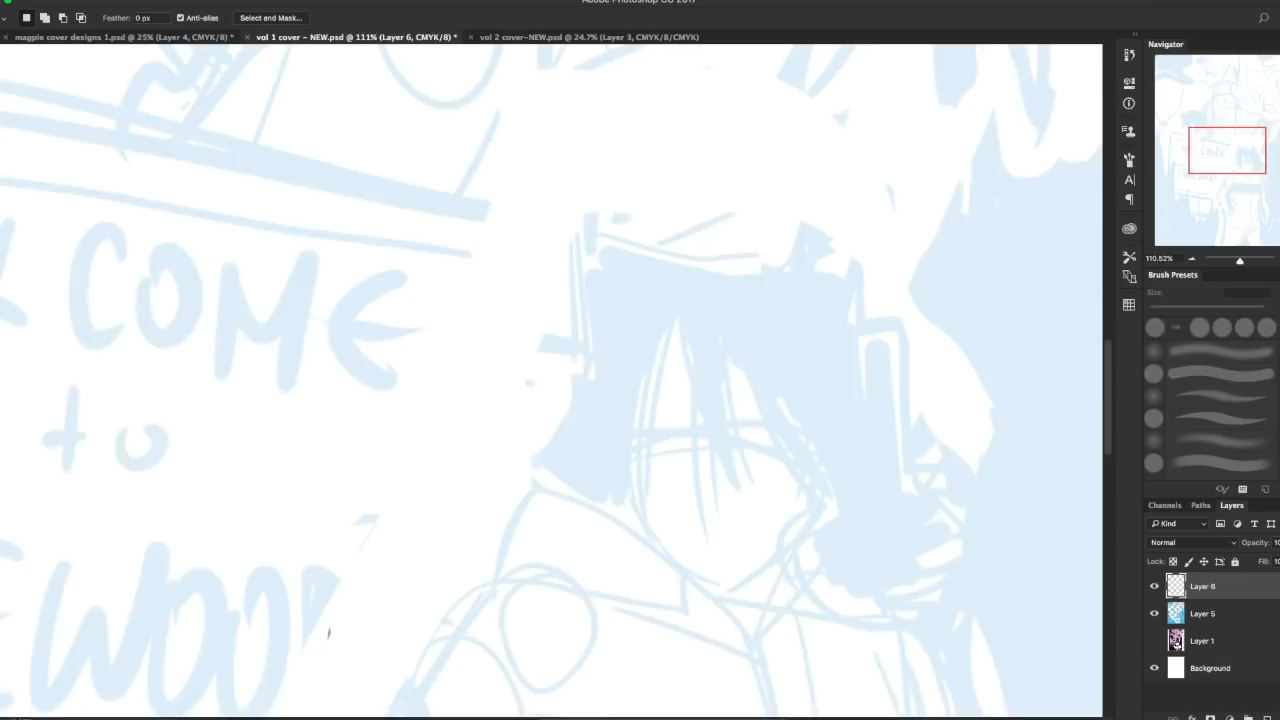 Feather: 0 px Anti-alias Select and Mask...
magpie cover designs 1.psd @ 25% (Layer 4, CMYK/8) * vol 1 cover - NEW.psd @ 111% (Layer 6, CMYK/8) * vol 2 cover-NEW.psd @ 24.7% (Layer 3, CMYK/8/CMYK)
Navigator
110.52%
Brush Presets
Size:
COME
to
WOOD
Channels Paths Layers
Kind
Normal Opacity:
Lock: Fill:
Layer 6
Layer 5
Layer 1
Background